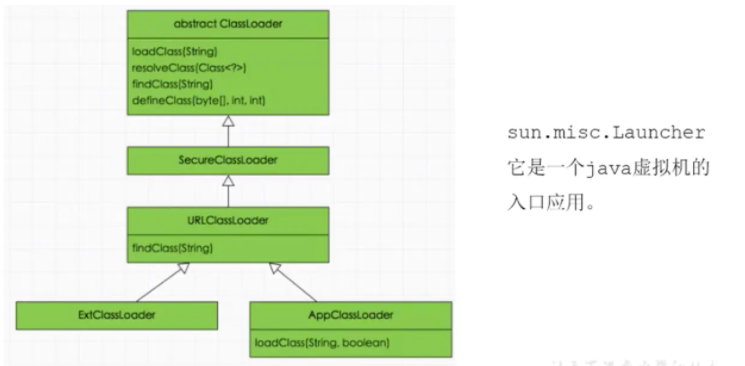 abstract ClassLoader
loadClass(String)
resolveClass(Class<?>)
findClass(String)
defineClass(byte[], int, int)
SecureClassLoader
URLClassLoader
findClass(String)
ExtClassLoader
AppClassLoader
loadClass(String, boolean)
sun.misc.Launcher
它是一个java虚拟机的
入口应用。